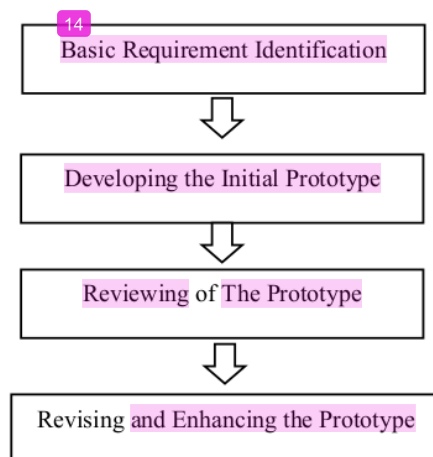 14
Basic Requirement Identification
Developing the Initial Prototype
Reviewing of The Prototype
Revising and Enhancing the Prototype